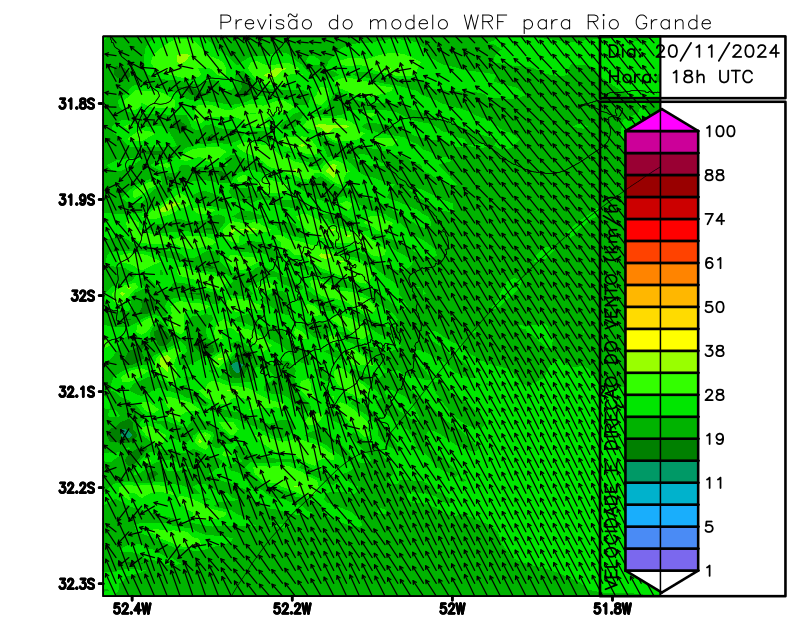 Previsão do modelo WRF para Rio Grande
Dia: 20/11/2024
Hora: 18h UTC
31.8S
31.9S
32S
32.1S
32.2S
32.3S
52.4W
52.2W
52W
51.8W
VELOCIDADE E DIREÇÃO DO VENTO (km/h)
100
88
74
61
50
38
28
19
11
5
1